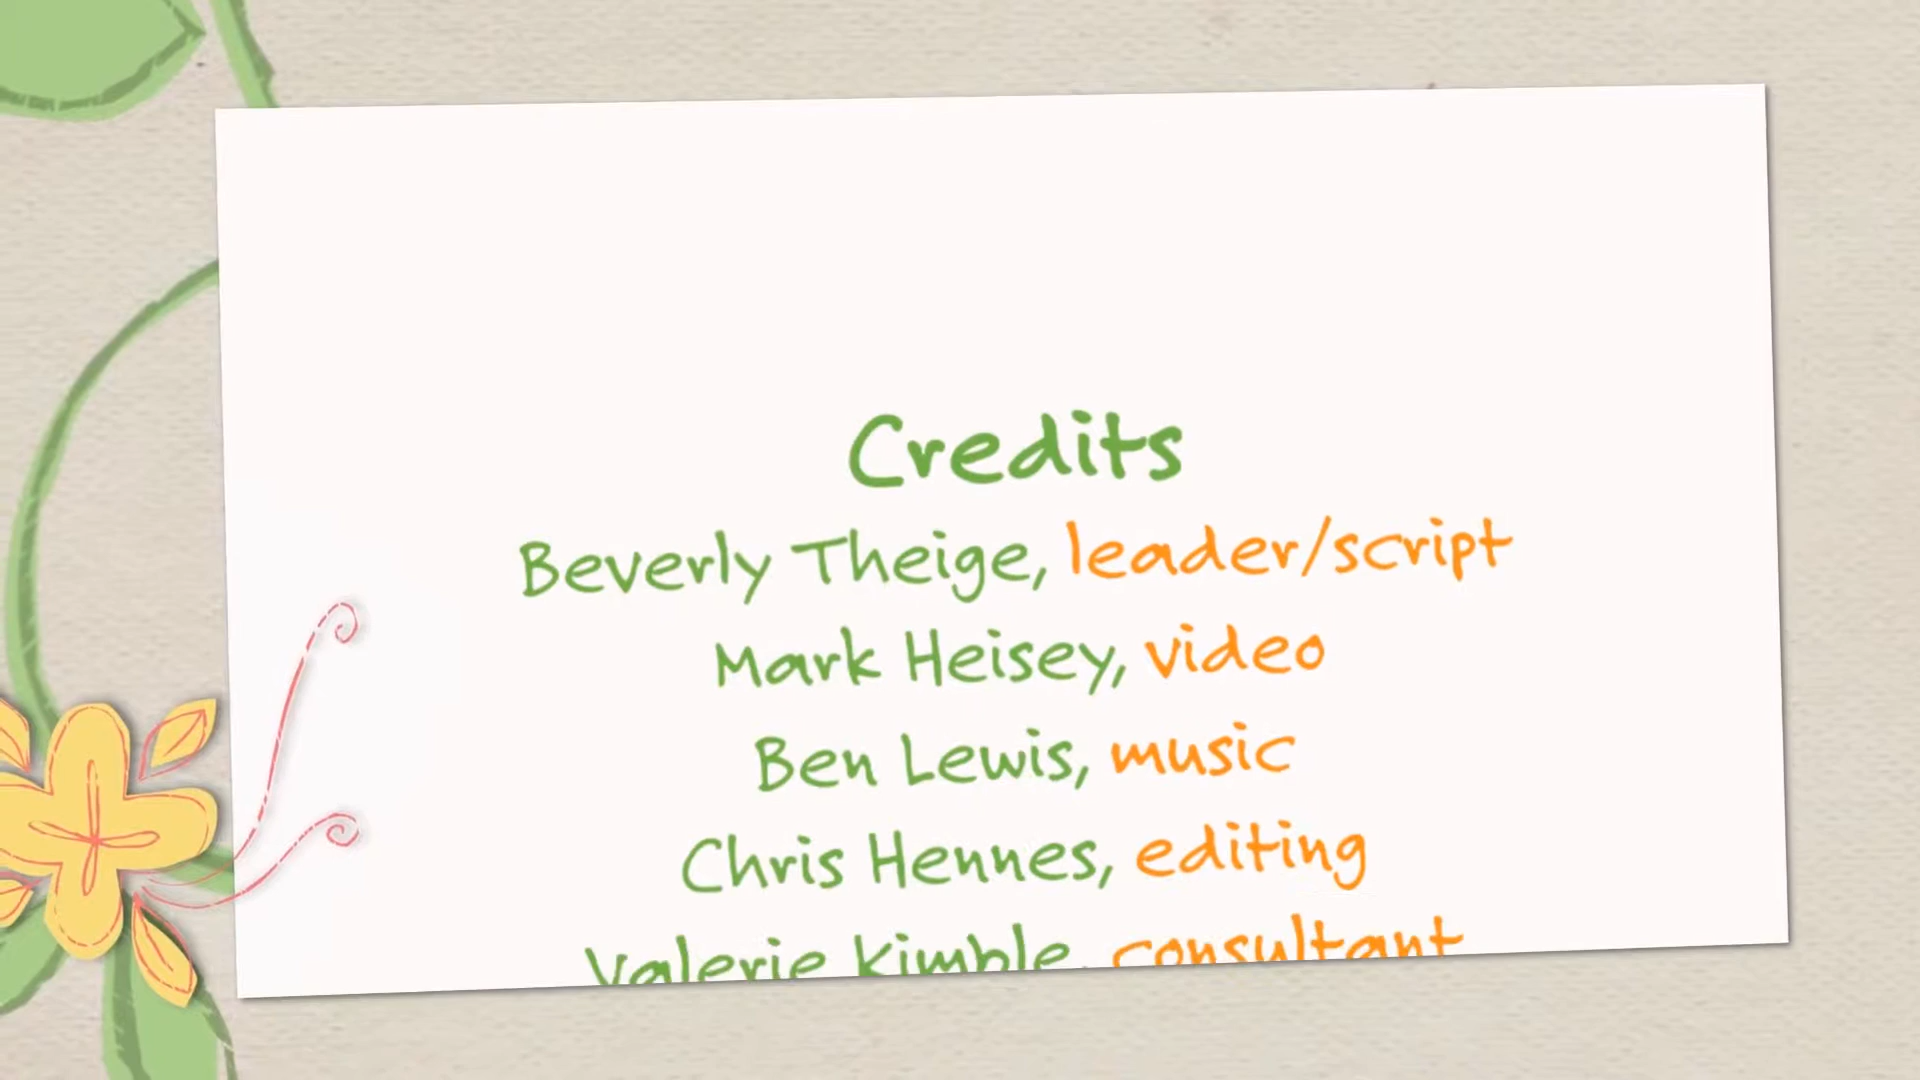 Credits
Beverly Theige, leader/script
Mark Heisey, video
Ben Lewis, music
Chris Hennes, editing
Valerie Kimble, consultant